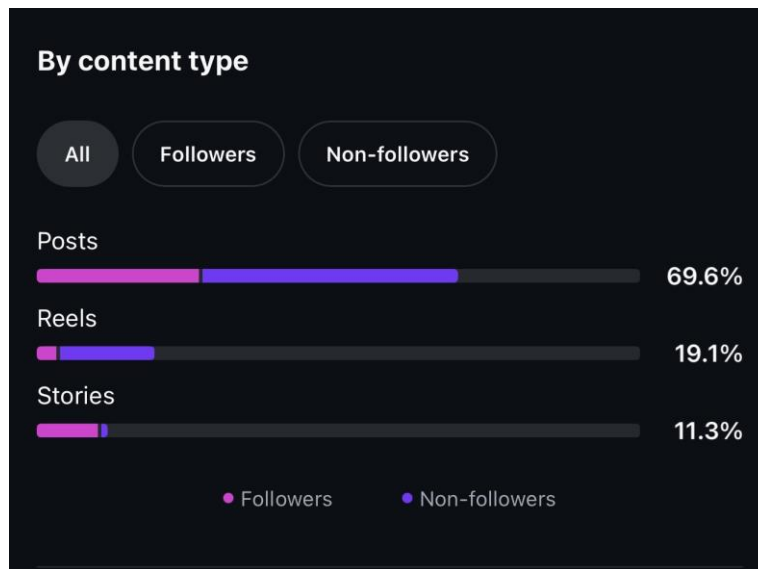 By content type
All Followers Non-followers
Posts
69.6%
Reels
19.1%
Stories
11.3%
Followers Non-followers